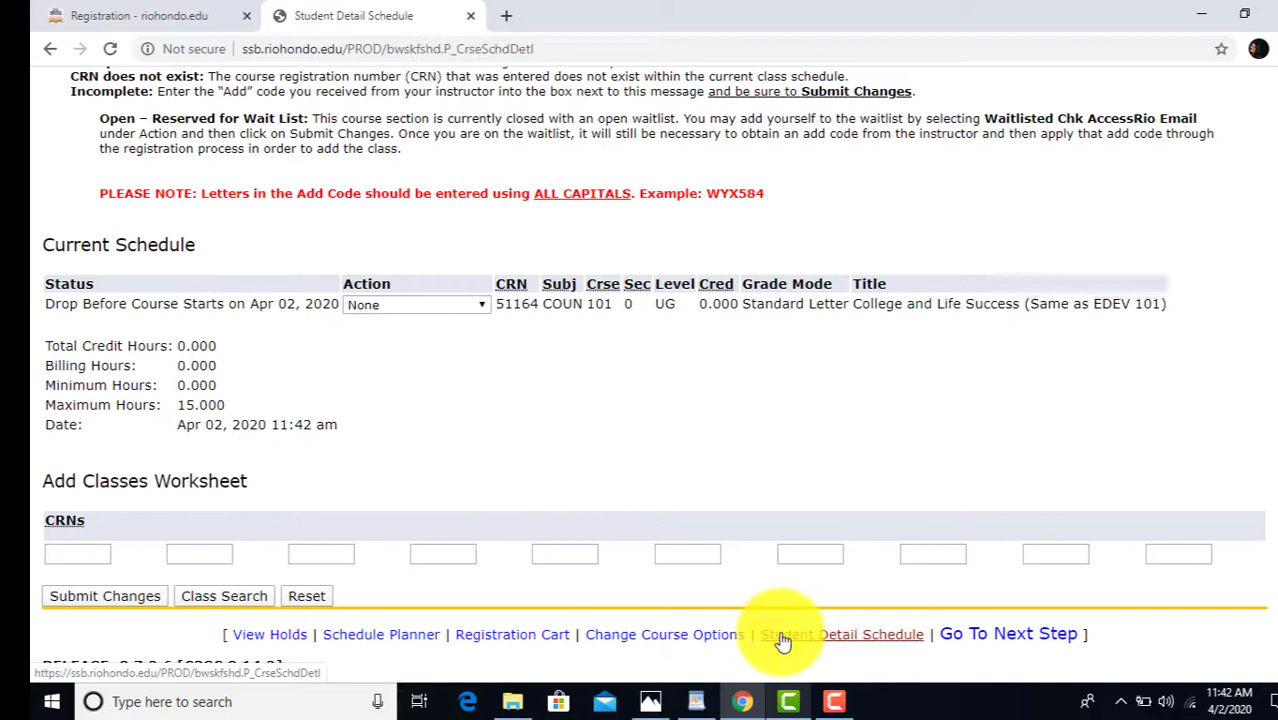 Registration - riohondo.edu
Student Detail Schedule
Not secure | ssb.riohondo.edu/PROD/bwskfshd.P_CrseSchdDetl
CRN does not exist: The course registration number (CRN) that was entered does not exist within the current class schedule.
Incomplete: Enter the “Add” code you received from your instructor into the box next to this message and be sure to Submit Changes.
Open – Reserved for Wait List: This course section is currently closed with an open waitlist. You may add yourself to the waitlist by selecting Waitlisted Chk AccessRio Email
under Action and then click on Submit Changes. Once you are on the waitlist, it will still be necessary to obtain an add code from the instructor and then apply that add code through
the registration process in order to add the class.
PLEASE NOTE: Letters in the Add Code should be entered using ALL CAPITALS. Example: WYX584
Current Schedule
Status Action CRN Subj Crse Sec Level Cred Grade Mode Title
Drop Before Course Starts on Apr 02, 2020 None 51164 COUN 101 0 UG 0.000 Standard Letter College and Life Success (Same as EDEV 101)
Total Credit Hours: 0.000
Billing Hours: 0.000
Minimum Hours: 0.000
Maximum Hours: 15.000
Date: Apr 02, 2020 11:42 am
Add Classes Worksheet
CRNs
Submit Changes Class Search Reset
[ View Holds | Schedule Planner | Registration Cart | Change Course Options | Student Detail Schedule | Go To Next Step ]
https://ssb.riohondo.edu/PROD/bwskfshd.P_CrseSchdDetl
Type here to search
11:42 AM
4/2/2020